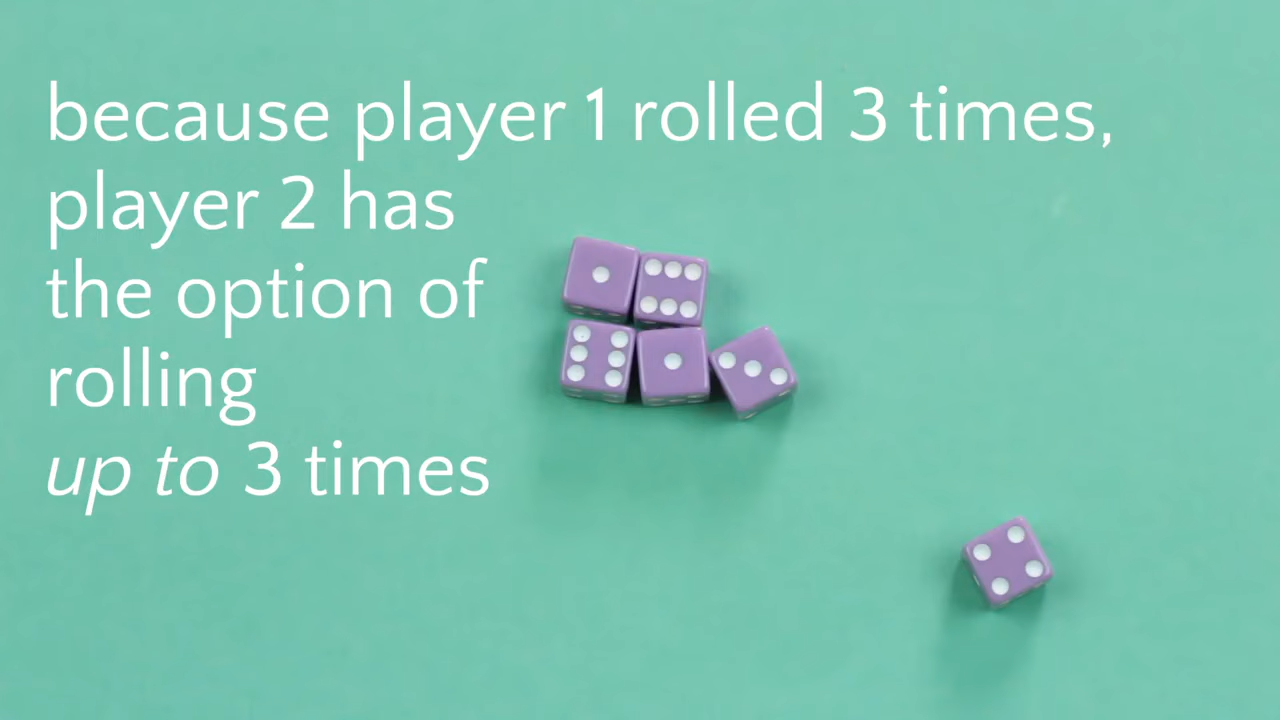 because player 1 rolled 3 times,
player 2 has
the option of
rolling
up to 3 times